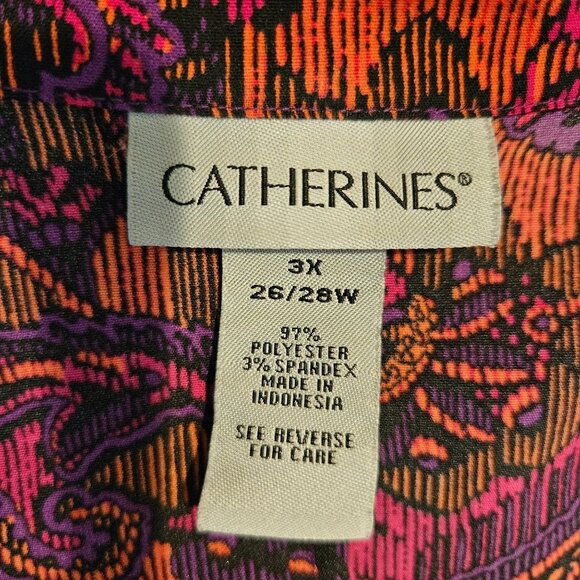 CATHERINES®
3X
26/28W
97%
POLYESTER
3% SPANDEX
MADE IN
INDONESIA
SEE REVERSE
FOR CARE